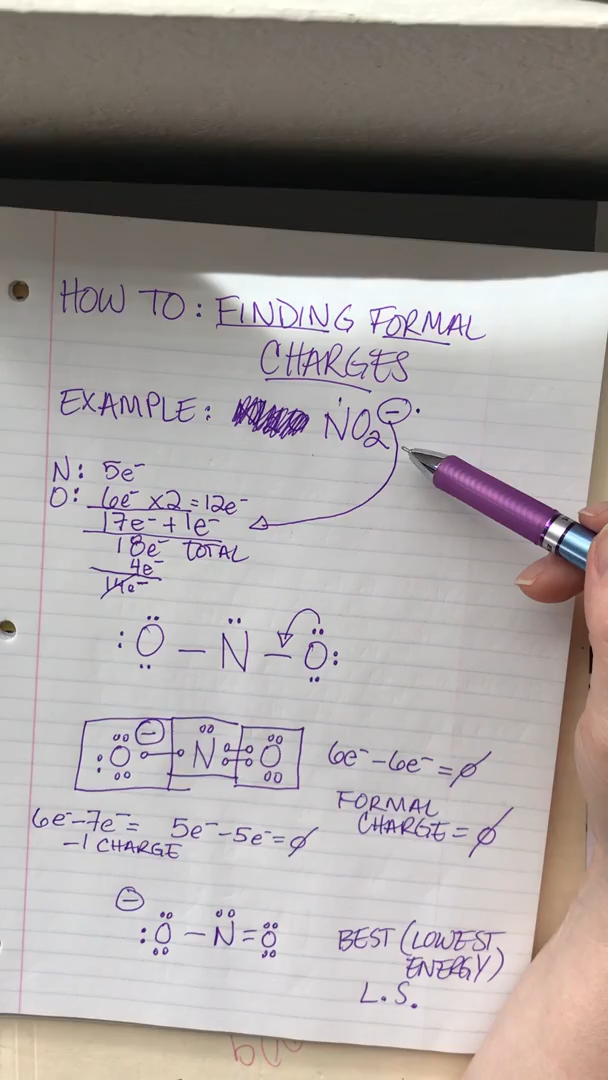 HOW TO: FINDING FORMAL
CHARGES
EXAMPLE: NO2⊖
N: 5e⁻
O: 6e⁻ x2 = 12e⁻
17e⁻ + 1e⁻
18e⁻ TOTAL
4e⁻
14e⁻
:O — N — O:
:O N O
⊖
6e⁻ - 6e⁻ = ∅
FORMAL
CHARGE = ∅
6e⁻ - 7e⁻ =
-1 CHARGE
5e⁻ - 5e⁻ = ∅
⊖
:O — N = O
BEST (LOWEST
ENERGY)
L.S.